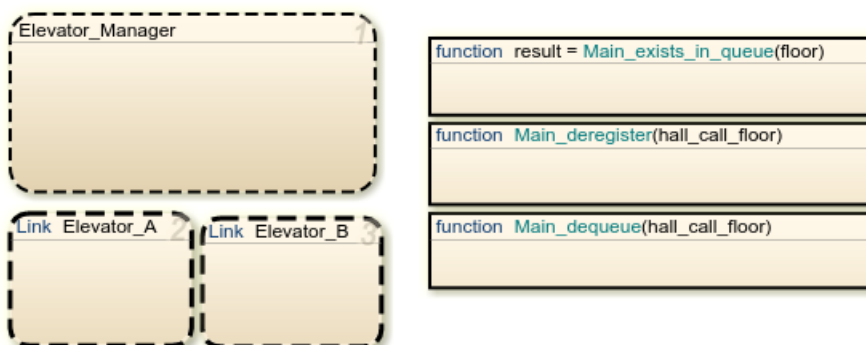 Elevator_Manager 1
Link Elevator_A 2
Link Elevator_B 3
function result = Main_exists_in_queue(floor)
function Main_deregister(hall_call_floor)
function Main_dequeue(hall_call_floor)